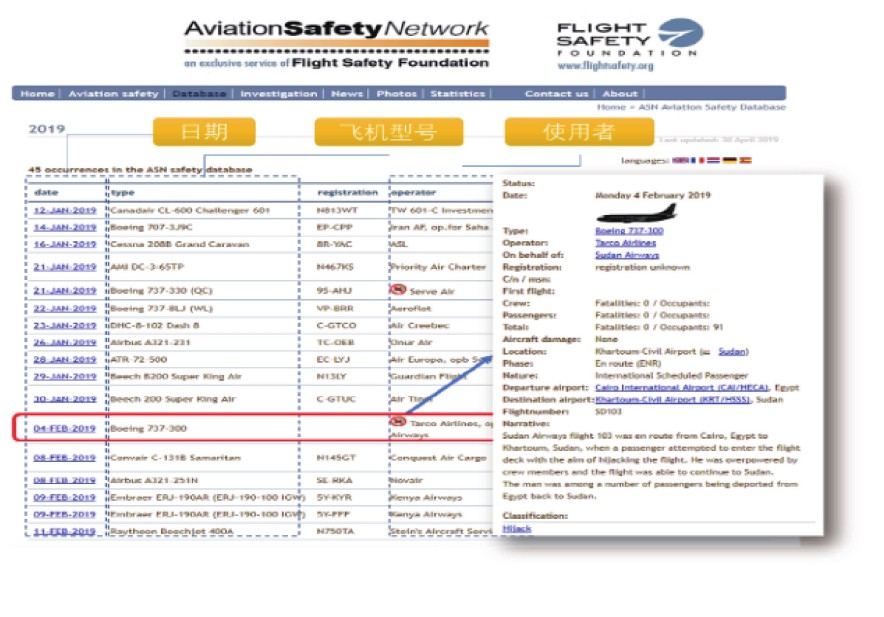 AviationSafetyNetwork
an exclusive service of Flight Safety Foundation
FLIGHT
SAFETY
FOUNDATION
www.flightsafety.org
Home | Aviation safety | Database | Investigation | News | Photos | Statistics | Contact us | About |
Home » ASN Aviation Safety Database
2019
日期 飞机型号 使用者
Last updated: 30 April 2019
languages:
45 occurrences in the ASN safety database
date type registration operator
12-JAN-2019 Canadair CL-600 Challenger 601 N813WT TW 601-C Investmen
14-JAN-2019 Boeing 707-3J9C EP-CPP Iran AF, op.for Saha
16-JAN-2019 Cessna 208B Grand Caravan 8R-YAC ASL
21-JAN-2019 AMI DC-3-65TP N467KS Priority Air Charter
21-JAN-2019 Boeing 737-330 (QC) 9S-AHJ Serve Air
22-JAN-2019 Boeing 737-8LJ (WL) VP-BRR Aeroflot
23-JAN-2019 DHC-8-102 Dash 8 C-GTCO Air Creebec
26-JAN-2019 Airbus A321-231 TC-OEB Onur Air
28-JAN-2019 ATR 72-500 EC-LYJ Air Europa, opb
29-JAN-2019 Beech B200 Super King Air N13LY Guardian Flight
30-JAN-2019 Beech 200 Super King Air C-GTUC Air
04-FEB-2019 Boeing 737-300 Tarco Airlines, op
Airways
08-FEB-2019 Convair C-131B Samaritan N145GT Conquest Air Cargo
08-FEB-2019 Airbus A321-251N SE-RKA Novair
09-FEB-2019 Embraer ERJ-190AR (ERJ-190-100 IGW) 5Y-KYR Kenya Airways
09-FEB-2019 Embraer ERJ-190AR (ERJ-190-100 IGW) 5Y-FFF Kenya Airways
11-FEB-2019 Raytheon Beechjet 400A N750TA Stein's Aircraft Servi
Status:
Date: Monday 4 February 2019
Type: Boeing 737-300
Operator: Tarco Airlines
On behalf of: Sudan Airways
Registration: registration unknown
C/n / msn:
First flight:
Crew: Fatalities: 0 / Occupants:
Passengers: Fatalities: 0 / Occupants:
Total: Fatalities: 0 / Occupants: 91
Aircraft damage: None
Location: Khartoum-Civil Airport ( Sudan)
Phase: En route (ENR)
Nature: International Scheduled Passenger
Departure airport: Cairo International Airport (CAI/HECA), Egypt
Destination airport: Khartoum-Civil Airport (KRT/HSSS), Sudan
Flightnumber: SD103
Narrative:
Sudan Airways flight 103 was en route from Cairo, Egypt to
Khartoum, Sudan, when a passenger attempted to enter the flight
deck with the aim of hijacking the flight. He was overpowered by
crew members and the flight was able to continue to Sudan.
The man was among a number of passengers being deported from
Egypt back to Sudan.
Classification:
Hijack